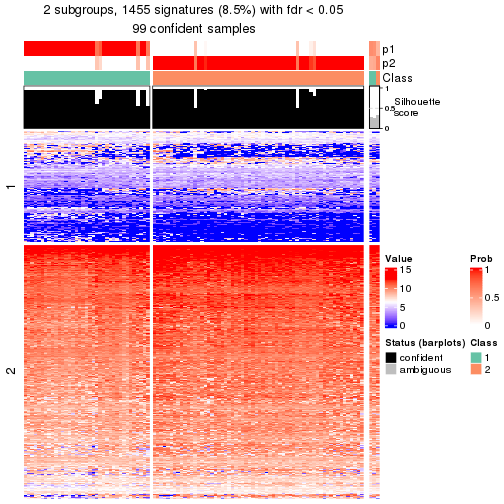 2 subgroups, 1455 signatures (8.5%) with fdr < 0.05
99 confident samples
p1
p2
Class
1
0.5
0
Silhouette
score
1
2
Value
15
10
5
0
Prob
1
0.5
0
Status (barplots)
confident
ambiguous
Class
1
2